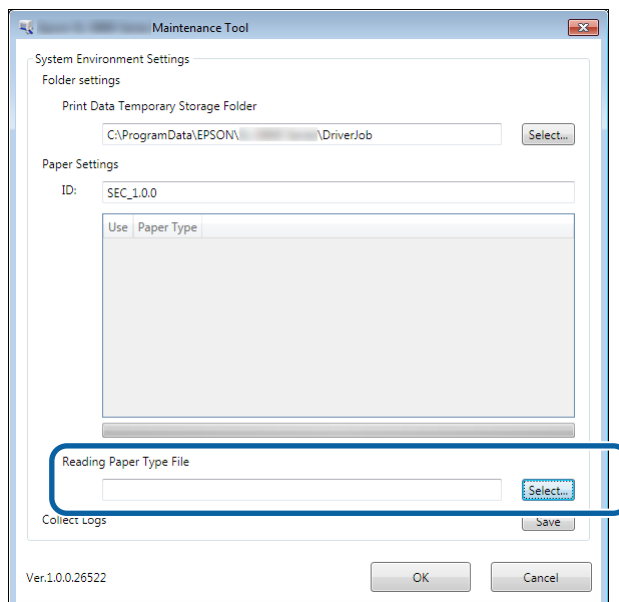 Maintenance Tool
System Environment Settings
Folder settings
Print Data Temporary Storage Folder
C:\ProgramData\EPSON\ \DriverJob Select...
Paper Settings
ID: SEC_1.0.0
Use Paper Type
Reading Paper Type File
Select...
Collect Logs Save
Ver.1.0.0.26522 OK Cancel